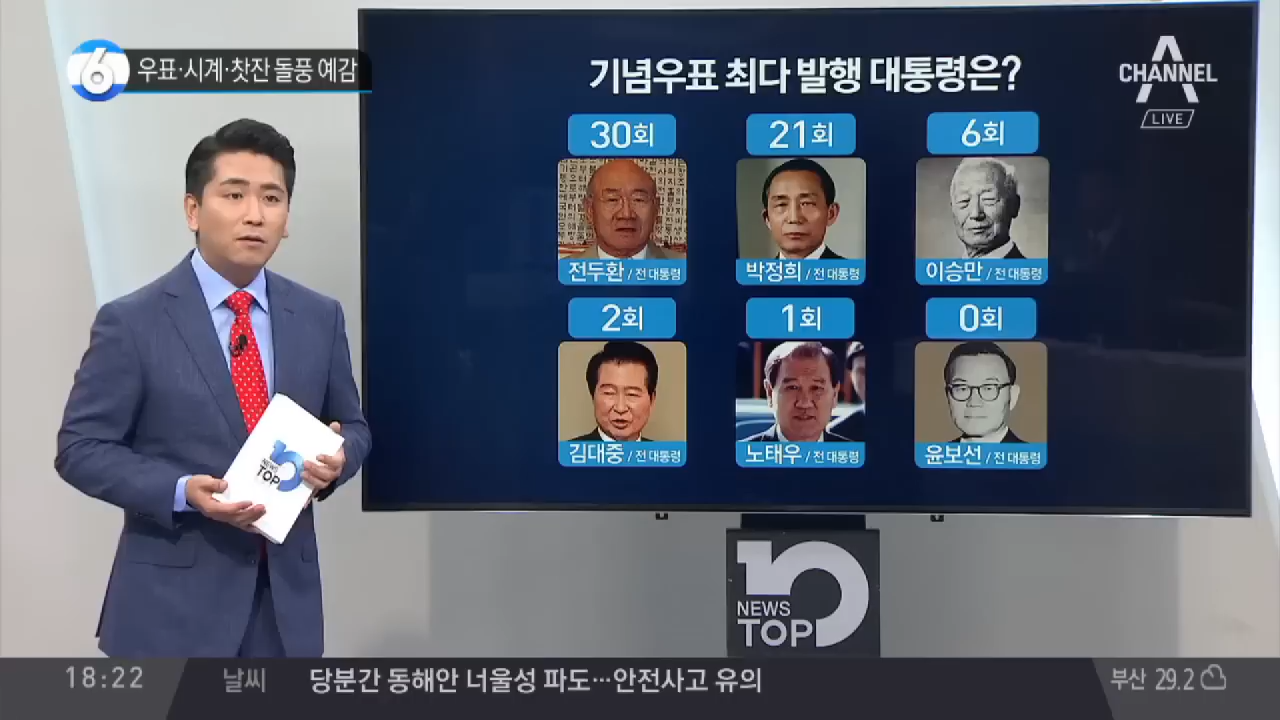 6
우표·시계·찻잔 돌풍 예감
기념우표 최다 발행 대통령은?
CHANNEL A
LIVE
30회
21회
6회
전두환 / 전 대통령
박정희 / 전 대통령
이승만 / 전 대통령
2회
1회
0회
김대중 / 전 대통령
노태우 / 전 대통령
윤보선 / 전 대통령
10
NEWS
TOP
10
NEWS
TOP
18:22
날씨
당분간 동해안 너울성 파도…안전사고 유의
부산 29.2